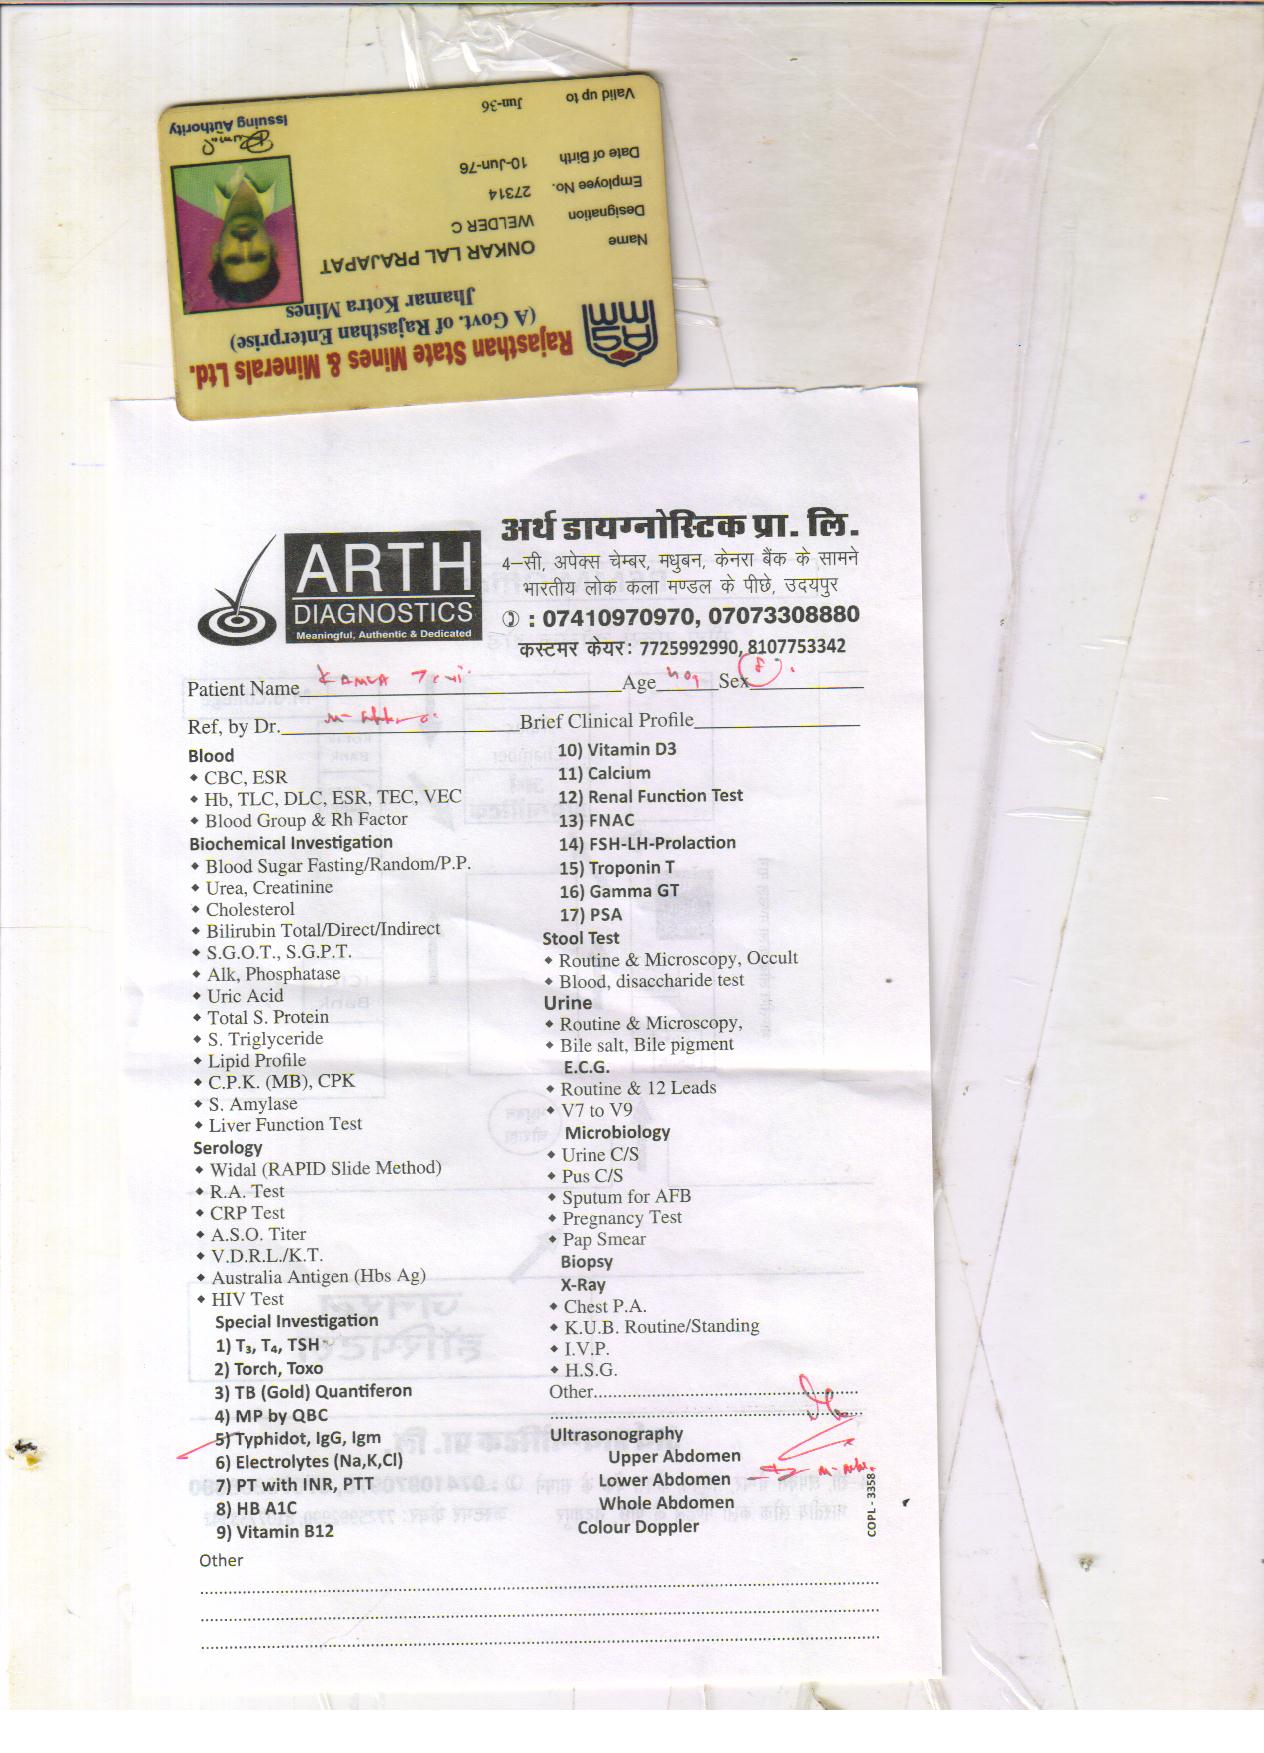 Rajasthan State Mines & Minerals Ltd.
(A Govt. of Rajasthan Enterprise)
Jhamar Kotra Mines
RSMM
Name ONKAR LAL PRAJAPAT
Designation WELDER C
Employee No. 27314
Date of Birth 10-Jun-76
Valid up to Jun-36
Issuing Authority
ARTH
DIAGNOSTICS
Meaningful, Authentic & Dedicated
अर्थ डायग्नोस्टिक प्रा. लि.
4–सी, अपेक्स चेम्बर, मधुबन, केनरा बैंक के सामने
भारतीय लोक कला मण्डल के पीछे, उदयपुर
✆ : 07410970970, 07073308880
कस्टमर केयर: 7725992990, 8107753342
Patient Name KAMLA Age 40y Sex F
Ref, by Dr. Brief Clinical Profile
Blood
CBC, ESR
Hb, TLC, DLC, ESR, TEC, VEC
Blood Group & Rh Factor
Biochemical Investigation
Blood Sugar Fasting/Random/P.P.
Urea, Creatinine
Cholesterol
Bilirubin Total/Direct/Indirect
S.G.O.T., S.G.P.T.
Alk, Phosphatase
Uric Acid
Total S. Protein
S. Triglyceride
Lipid Profile
C.P.K. (MB), CPK
S. Amylase
Liver Function Test
Serology
Widal (RAPID Slide Method)
R.A. Test
CRP Test
A.S.O. Titer
V.D.R.L./K.T.
Australia Antigen (Hbs Ag)
HIV Test
Special Investigation
1) T₃, T₄, TSH
2) Torch, Toxo
3) TB (Gold) Quantiferon
4) MP by QBC
5) Typhidot, IgG, Igm
6) Electrolytes (Na,K,Cl)
7) PT with INR, PTT
8) HB A1C
9) Vitamin B12
10) Vitamin D3
11) Calcium
12) Renal Function Test
13) FNAC
14) FSH-LH-Prolaction
15) Troponin T
16) Gamma GT
17) PSA
Stool Test
Routine & Microscopy, Occult
Blood, disaccharide test
Urine
Routine & Microscopy,
Bile salt, Bile pigment
E.C.G.
Routine & 12 Leads
V7 to V9
Microbiology
Urine C/S
Pus C/S
Sputum for AFB
Pregnancy Test
Pap Smear
Biopsy
X-Ray
Chest P.A.
K.U.B. Routine/Standing
I.V.P.
H.S.G.
Other
Ultrasonography
Upper Abdomen
Lower Abdomen
Whole Abdomen
Colour Doppler
COPL - 3358
Other